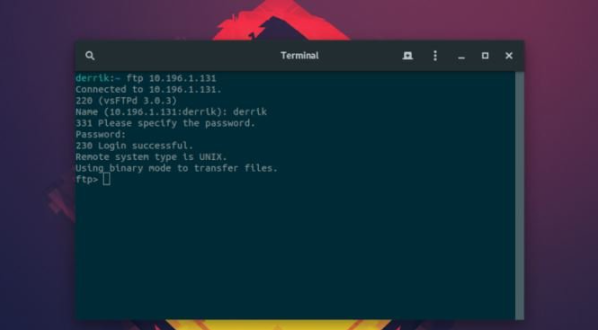 Terminal
derrik:~ ftp 10.196.1.131
Connected to 10.196.1.131.
220 (vsFTPd 3.0.3)
Name (10.196.1.131:derrik): derrik
331 Please specify the password.
Password:
230 Login successful.
Remote system type is UNIX.
Using binary mode to transfer files.
ftp>